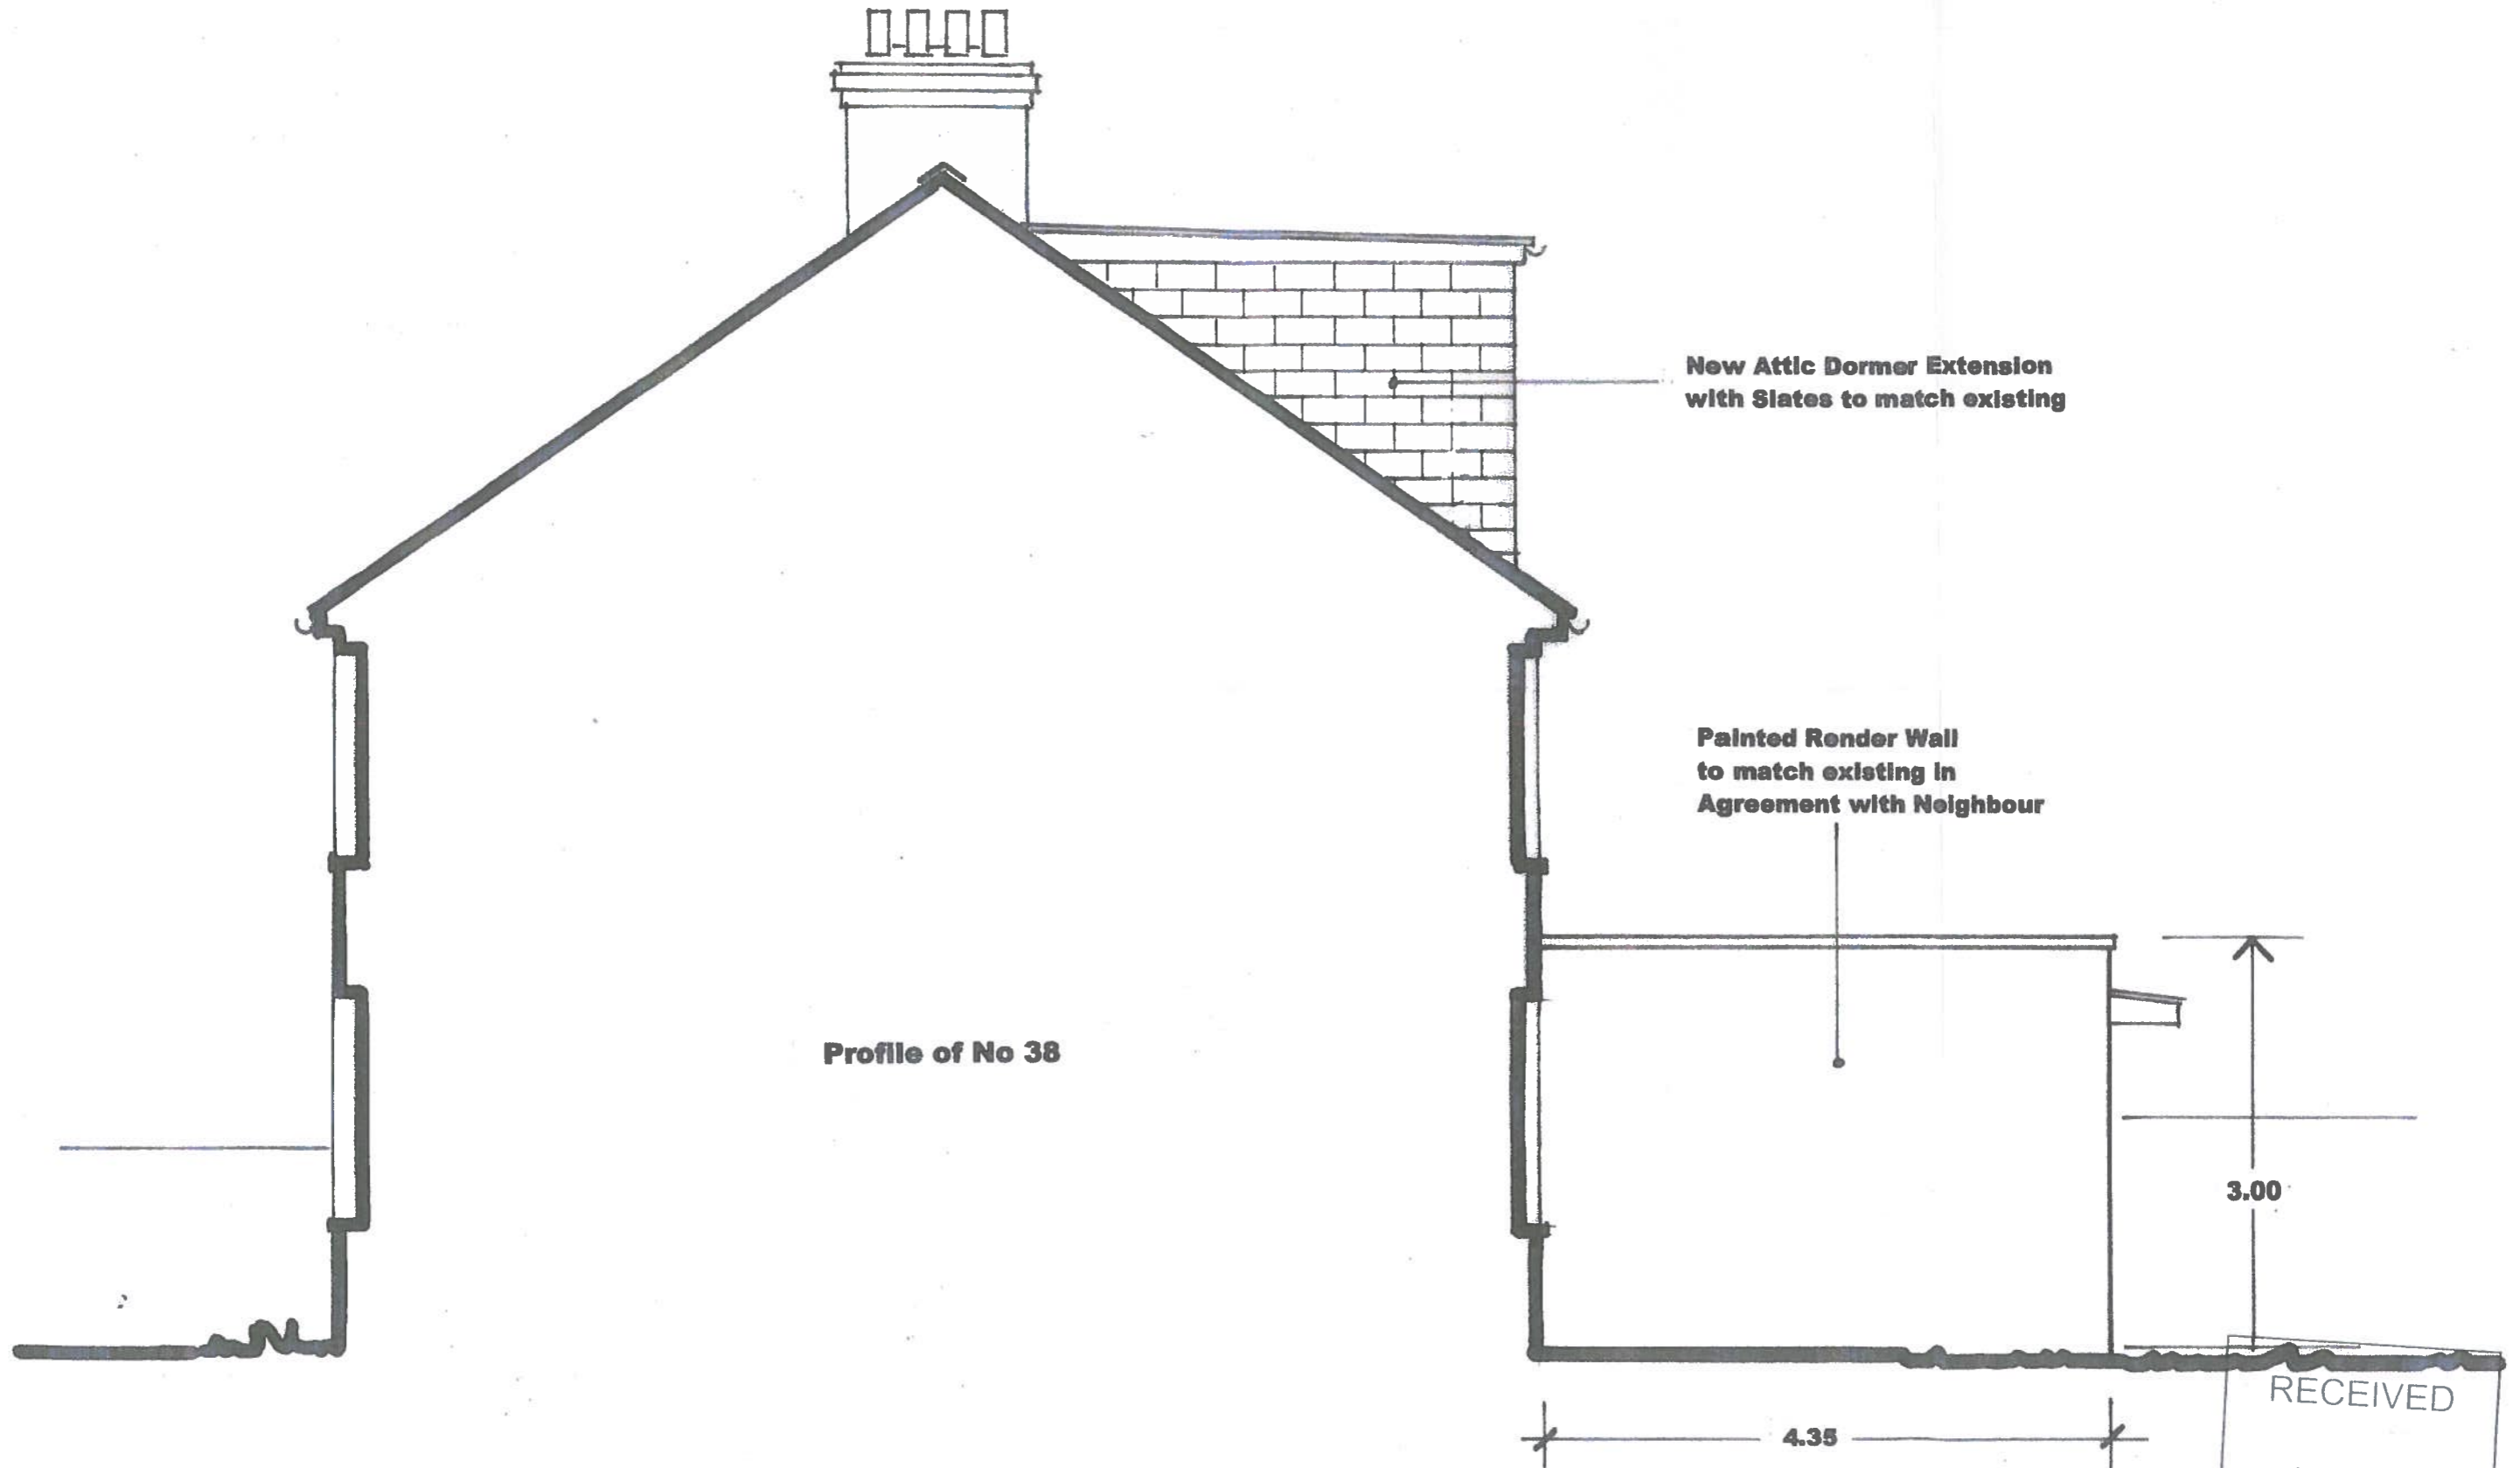 New Attic Dormer Extension
with Slates to match existing
Painted Render Wall
to match existing in
Agreement with Neighbour
Profile of No 38
3.00
RECEIVED
4.35